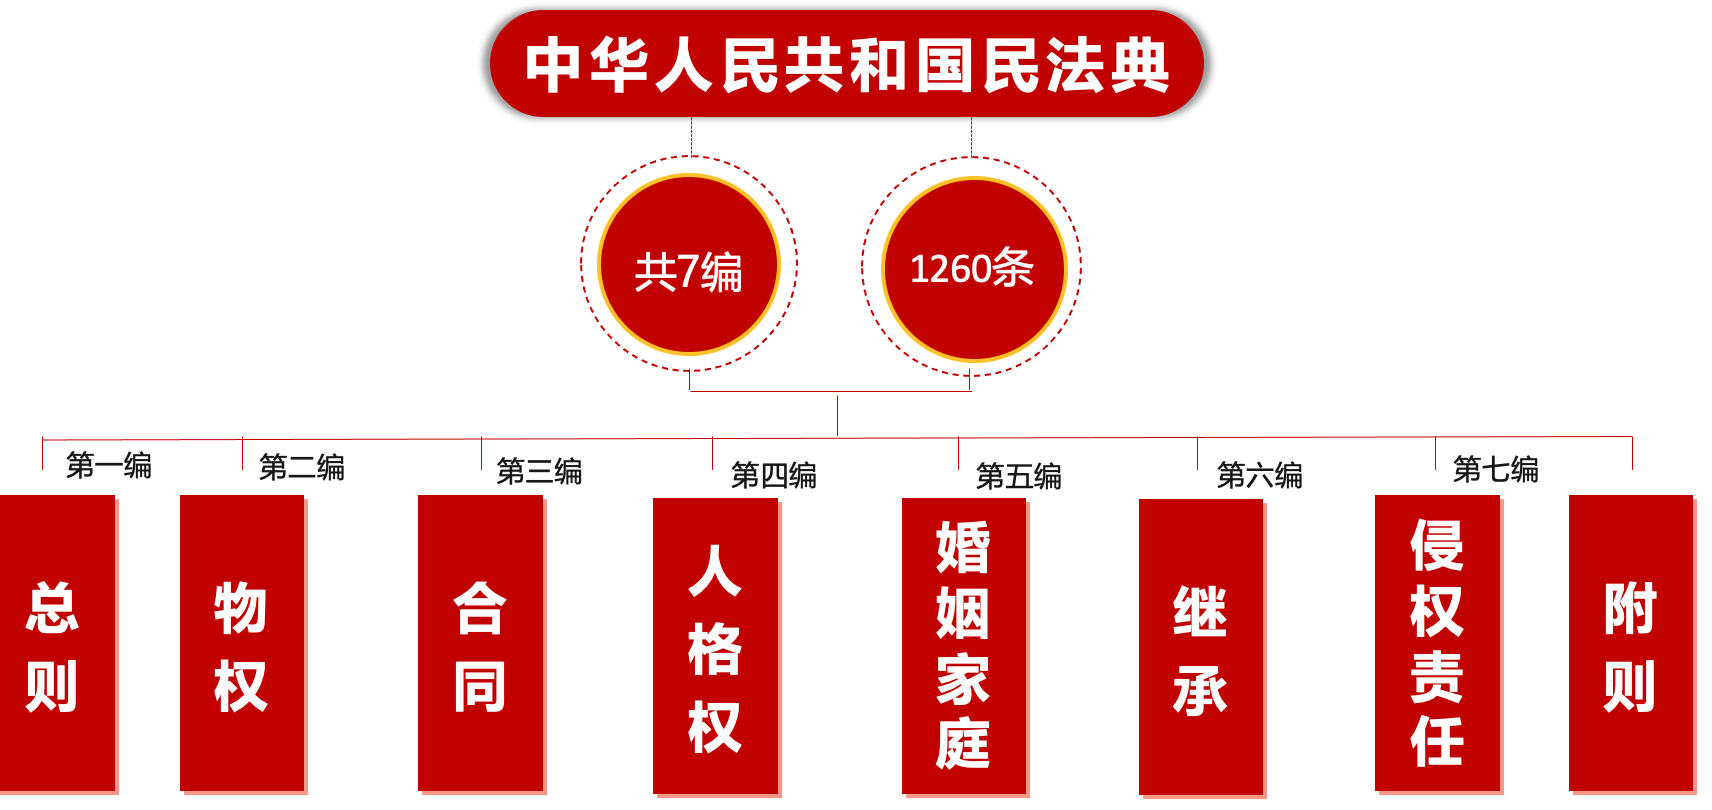 中华人民共和国民法典
共7编
1260条
第一编
第二编
第三编
第四编
第五编
第六编
第七编
总则
物权
合同
人格权
婚姻家庭
继承
侵权责任
附则